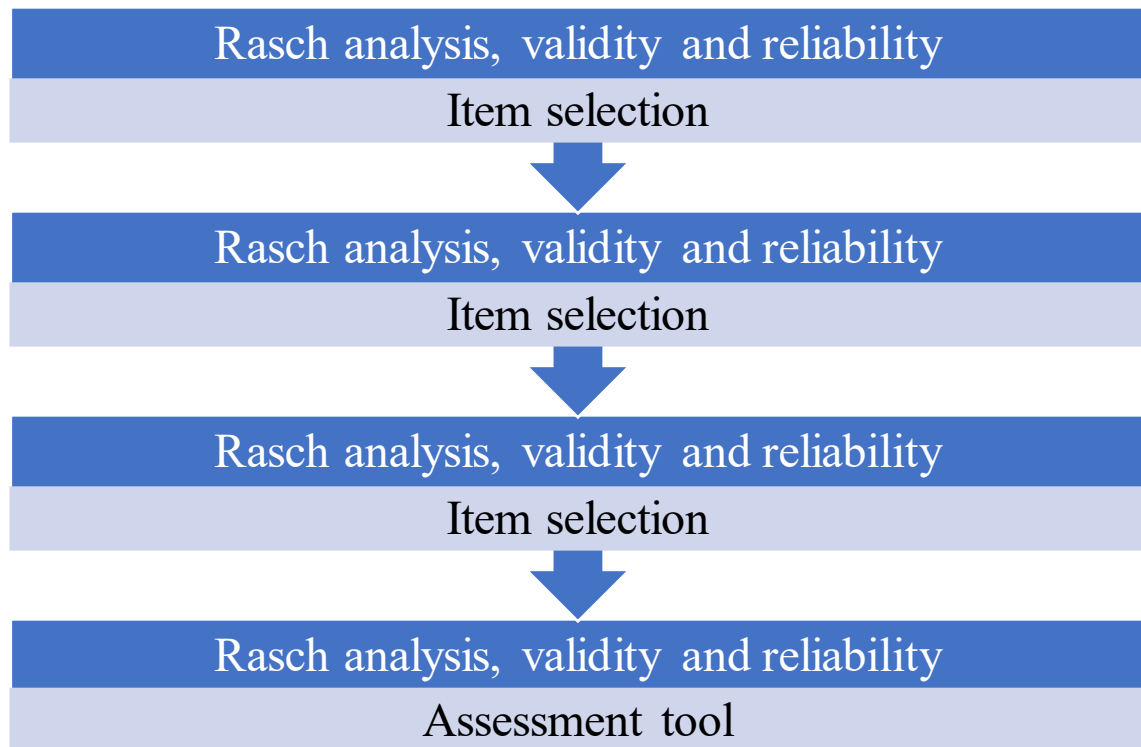 Rasch analysis, validity and reliability
Item selection
Rasch analysis, validity and reliability
Item selection
Rasch analysis, validity and reliability
Item selection
Rasch analysis, validity and reliability
Assessment tool